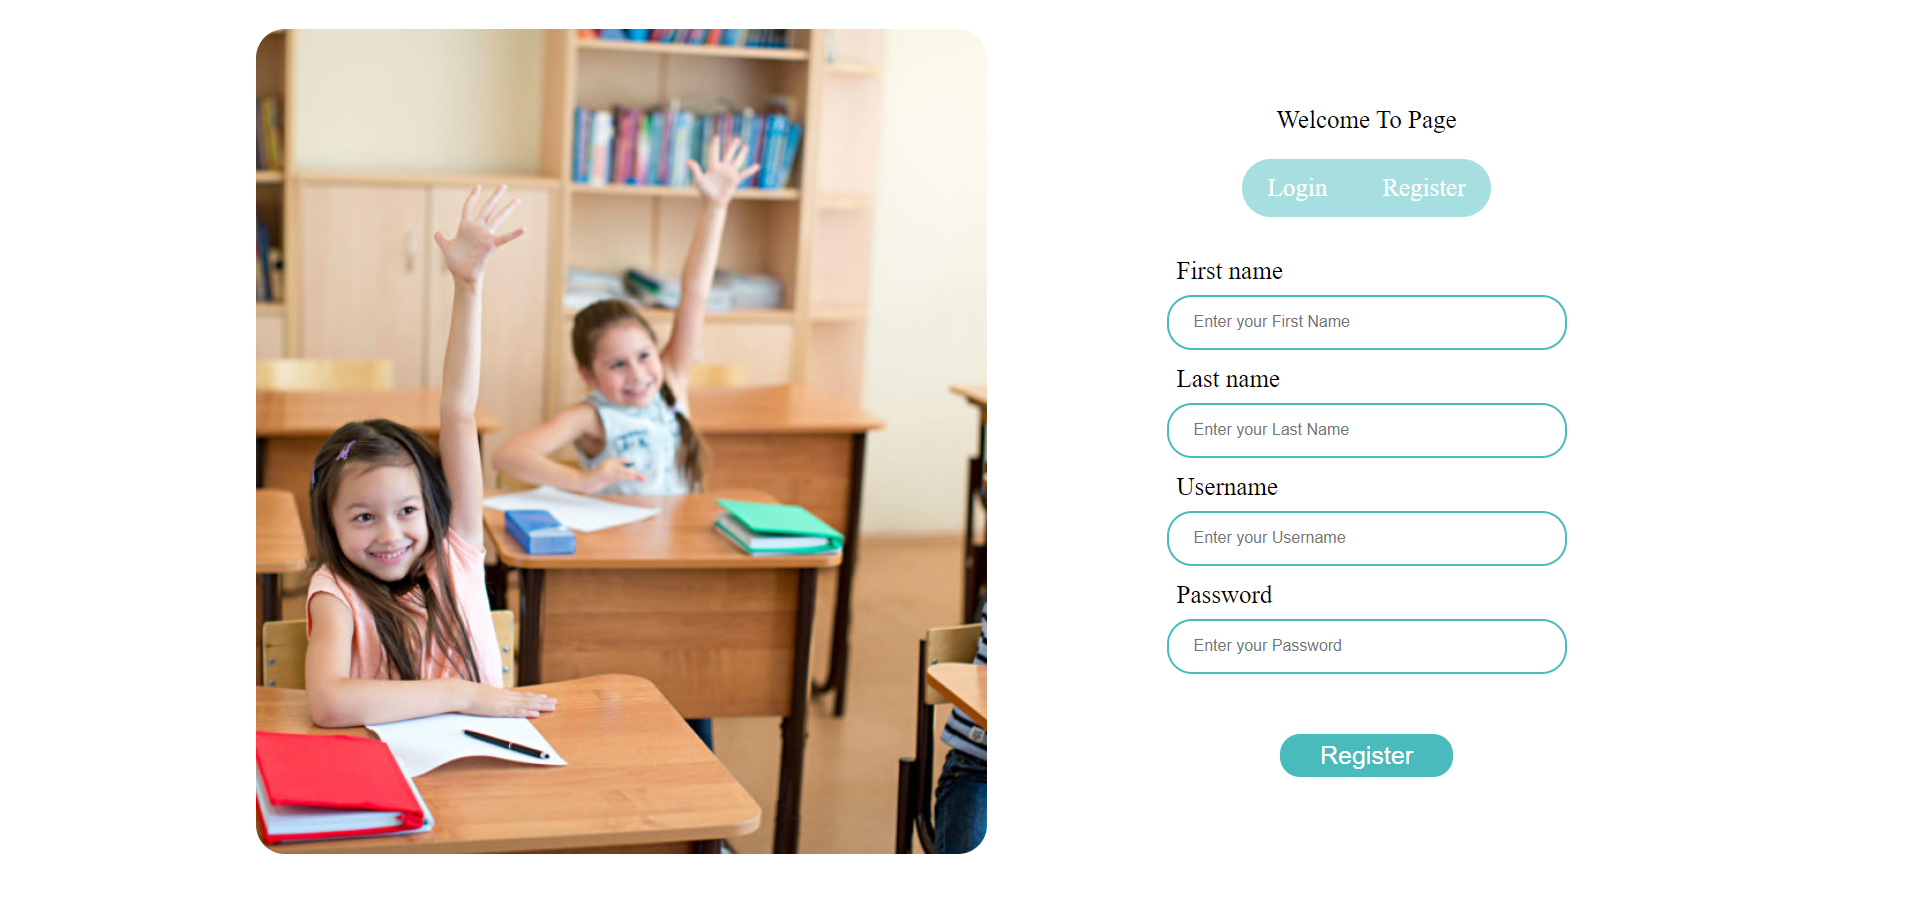 Welcome To Page
Login Register
First name
Enter your First Name
Last name
Enter your Last Name
Username
Enter your Username
Password
Enter your Password
Register